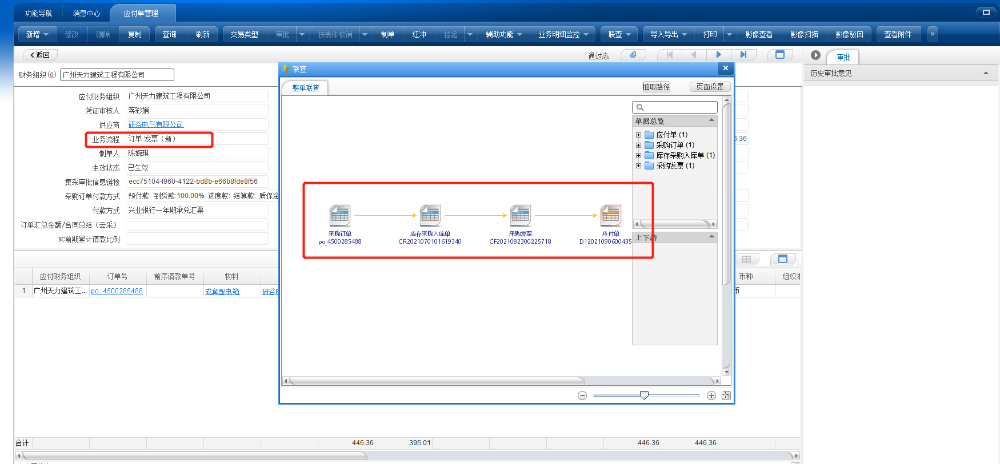 功能导航 消息中心 应付单管理
新增 修改 删除 复制 查询 刷新 交易类型 审批 按表体核销 制单 红冲 挂起 辅助功能 业务明细监控 联查 导入导出 打印 影像查看 影像扫描 影像驳回 查看附件 »
返回 通过态 审批
历史审批意见
财务组织(O) 广州天力建筑工程有限公司
应付财务组织 广州天力建筑工程有限公司
凭证审核人 蒋彩娟
供应商 研谷电气有限公司
业务流程 订单-发票（新） 5.36
制单人 陈婉琪
生效状态 已生效
集采审批信息链接 ecc75104-f960-4122-bd8b-e66b8fde8f56
采购订单付款方式 预付款: 到货款:100.00% 进度款: 结算款: 质保金
付款方式 兴业银行一年期承兑汇票
订单汇总金额/合同总结（云采）
NC前期累计请款比例
联查
整单联查 抽取路径 页面设置
单据总览
应付单 (1)
采购订单 (1)
库存采购入库单 (1)
采购发票 (1)
上下游
采购订单 库存采购入库单 采购发票 应付单
po_4500285488 CR2021070101619340 CF2021082300225718 D12021090600435
应付财务组织 订单号 前序请款单号 物料 币种 组织本
1 广州天力建筑工... po_4500285488 成套配电箱 研谷电 币
合计 446.36 395.01 446.36 446.36